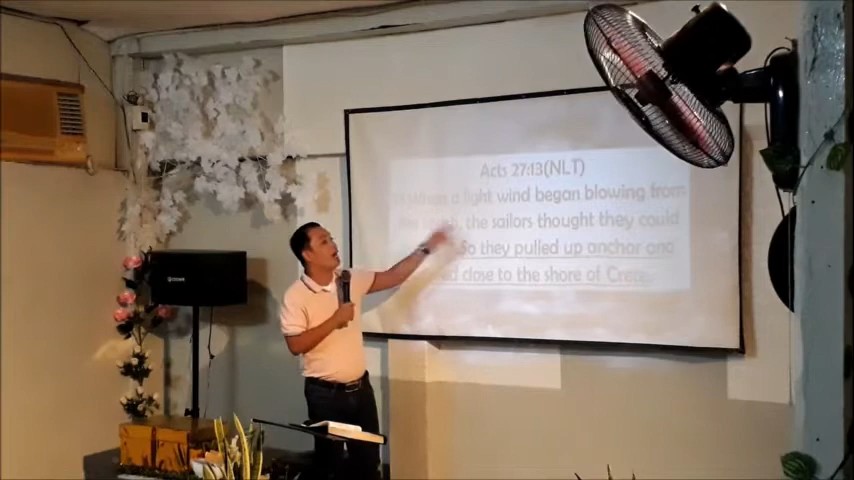 Acts 27:13(NLT)
a light wind began blowing from
the sailors thought they could
So they pulled up anchor and
close to the shore of Crete.